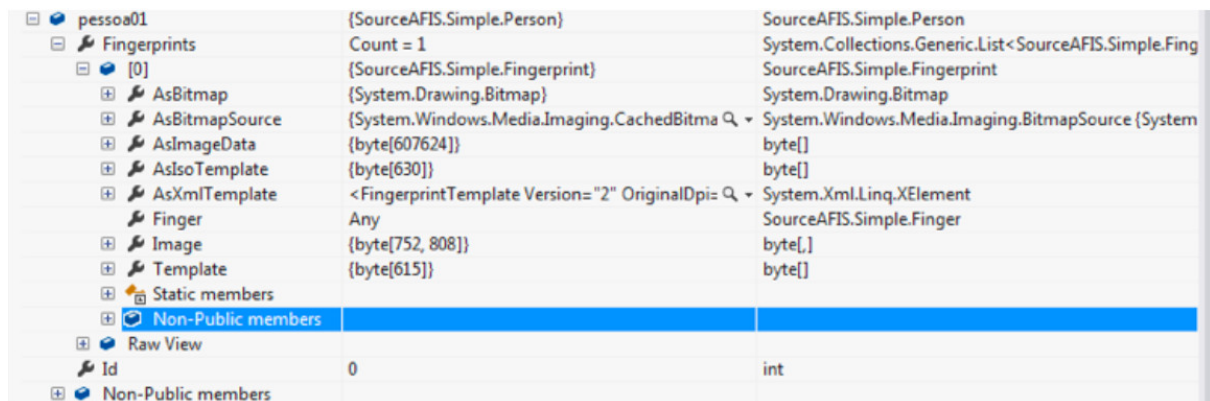 pessoa01 {SourceAFIS.Simple.Person} SourceAFIS.Simple.Person
Fingerprints Count = 1 System.Collections.Generic.List<SourceAFIS.Simple.Fing
[0] {SourceAFIS.Simple.Fingerprint} SourceAFIS.Simple.Fingerprint
AsBitmap {System.Drawing.Bitmap} System.Drawing.Bitmap
AsBitmapSource {System.Windows.Media.Imaging.CachedBitma System.Windows.Media.Imaging.BitmapSource {System
AsImageData {byte[607624]} byte[]
AsIsoTemplate {byte[630]} byte[]
AsXmlTemplate <FingerprintTemplate Version="2" OriginalDpi= System.Xml.Linq.XElement
Finger Any SourceAFIS.Simple.Finger
Image {byte[752, 808]} byte[,]
Template {byte[615]} byte[]
Static members
Non-Public members
Raw View
Id 0 int
Non-Public members